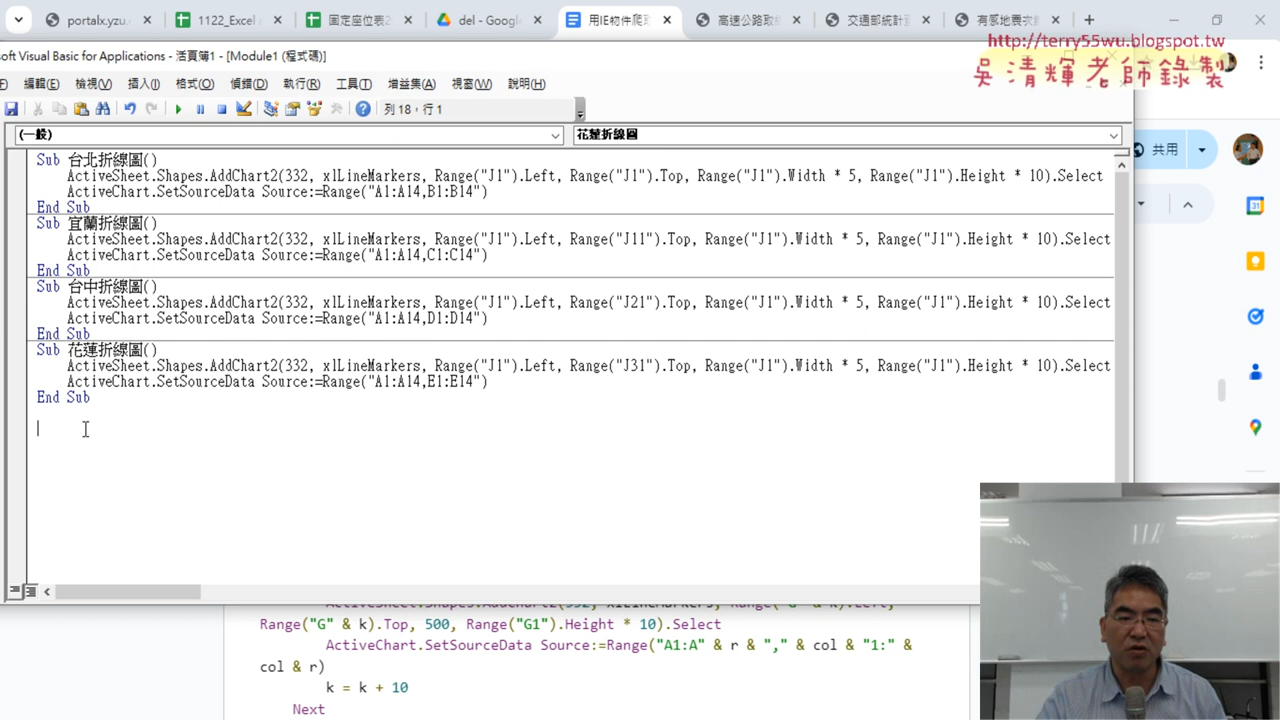 portalx.yzu.
1122_Excel
固定座位表2
del - Google
用IE物件爬取
高速公路取
交通部統計
有感地震次
http://terry55wu.blogspot.tw
吳清輝老師錄製
soft Visual Basic for Applications - 活頁簿1 - [Module1 (程式碼)]
編輯(E) 檢視(V) 插入(I) 格式(O) 偵錯(D) 執行(R) 工具(T) 增益集(A) 視窗(W) 說明(H)
列 18，行 1
(一般)
花蓮折線圖
共用
Sub 台北折線圖()
ActiveSheet.Shapes.AddChart2(332, xlLineMarkers, Range("J1").Left, Range("J1").Top, Range("J1").Width * 5, Range("J1").Height * 10).Select
ActiveChart.SetSourceData Source:=Range("A1:A14,B1:B14")
End Sub
Sub 宜蘭折線圖()
ActiveSheet.Shapes.AddChart2(332, xlLineMarkers, Range("J1").Left, Range("J11").Top, Range("J1").Width * 5, Range("J1").Height * 10).Select
ActiveChart.SetSourceData Source:=Range("A1:A14,C1:C14")
End Sub
Sub 台中折線圖()
ActiveSheet.Shapes.AddChart2(332, xlLineMarkers, Range("J1").Left, Range("J21").Top, Range("J1").Width * 5, Range("J1").Height * 10).Select
ActiveChart.SetSourceData Source:=Range("A1:A14,D1:D14")
End Sub
Sub 花蓮折線圖()
ActiveSheet.Shapes.AddChart2(332, xlLineMarkers, Range("J1").Left, Range("J31").Top, Range("J1").Width * 5, Range("J1").Height * 10).Select
ActiveChart.SetSourceData Source:=Range("A1:A14,E1:E14")
End Sub
ActiveSheet.Shapes.AddChart2(332, xlLineMarkers, Range("G" & k).Left,
Range("G" & k).Top, 500, Range("G1").Height * 10).Select
ActiveChart.SetSourceData Source:=Range("A1:A" & r & "," & col & "1:" &
col & r)
k = k + 10
Next